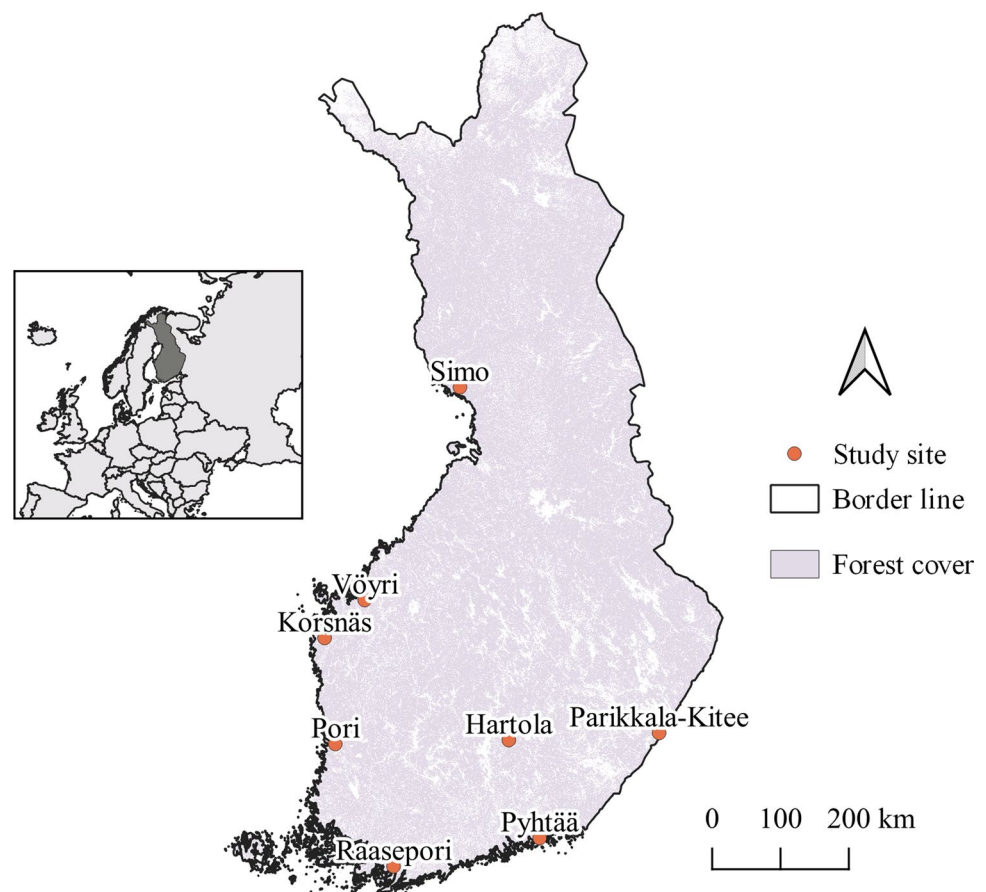 Simo
Study site
Border line
Forest cover
Vöyri
Korsnäs
Pori
Hartola
Parikkala-Kitee
Pyhtää
Raasepori
0 100 200 km